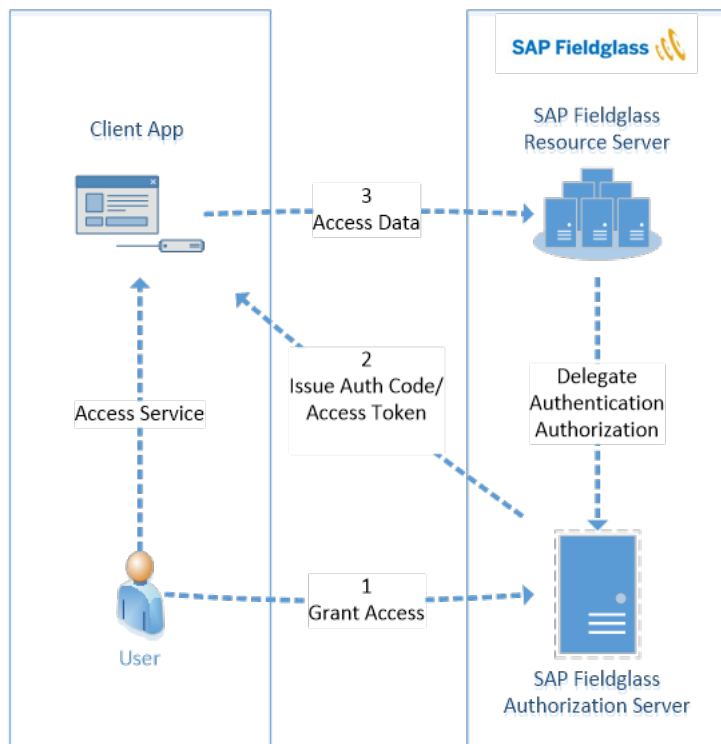 SAP Fieldglass
Client App
SAP Fieldglass
Resource Server
3
Access Data
2
Issue Auth Code/
Access Token
Delegate
Authentication
Authorization
Access Service
1
Grant Access
User
SAP Fieldglass
Authorization Server